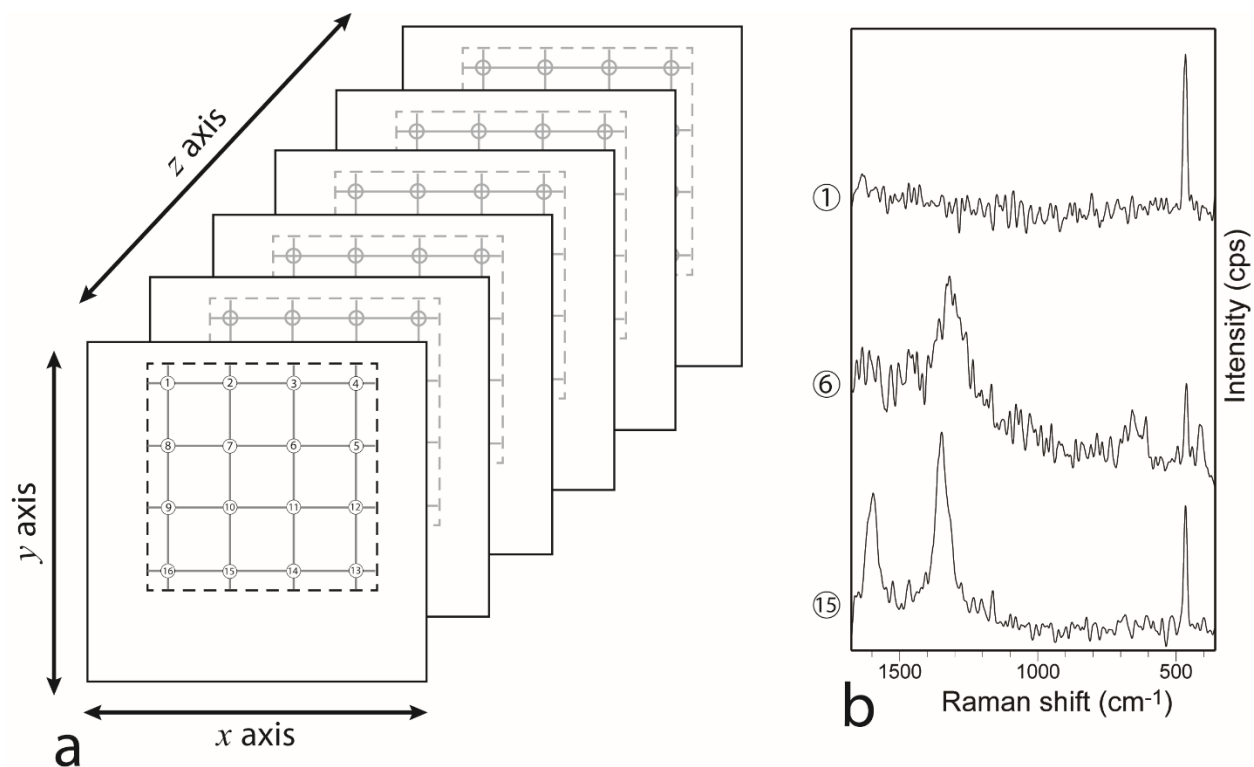 z axis
y axis
1 2 3 4
8 7 6 5
9 10 11 12
16 15 14 13
x axis
a
①
⑥
⑮
Intensity (cps)
1500 1000 500
Raman shift (cm-1)
b